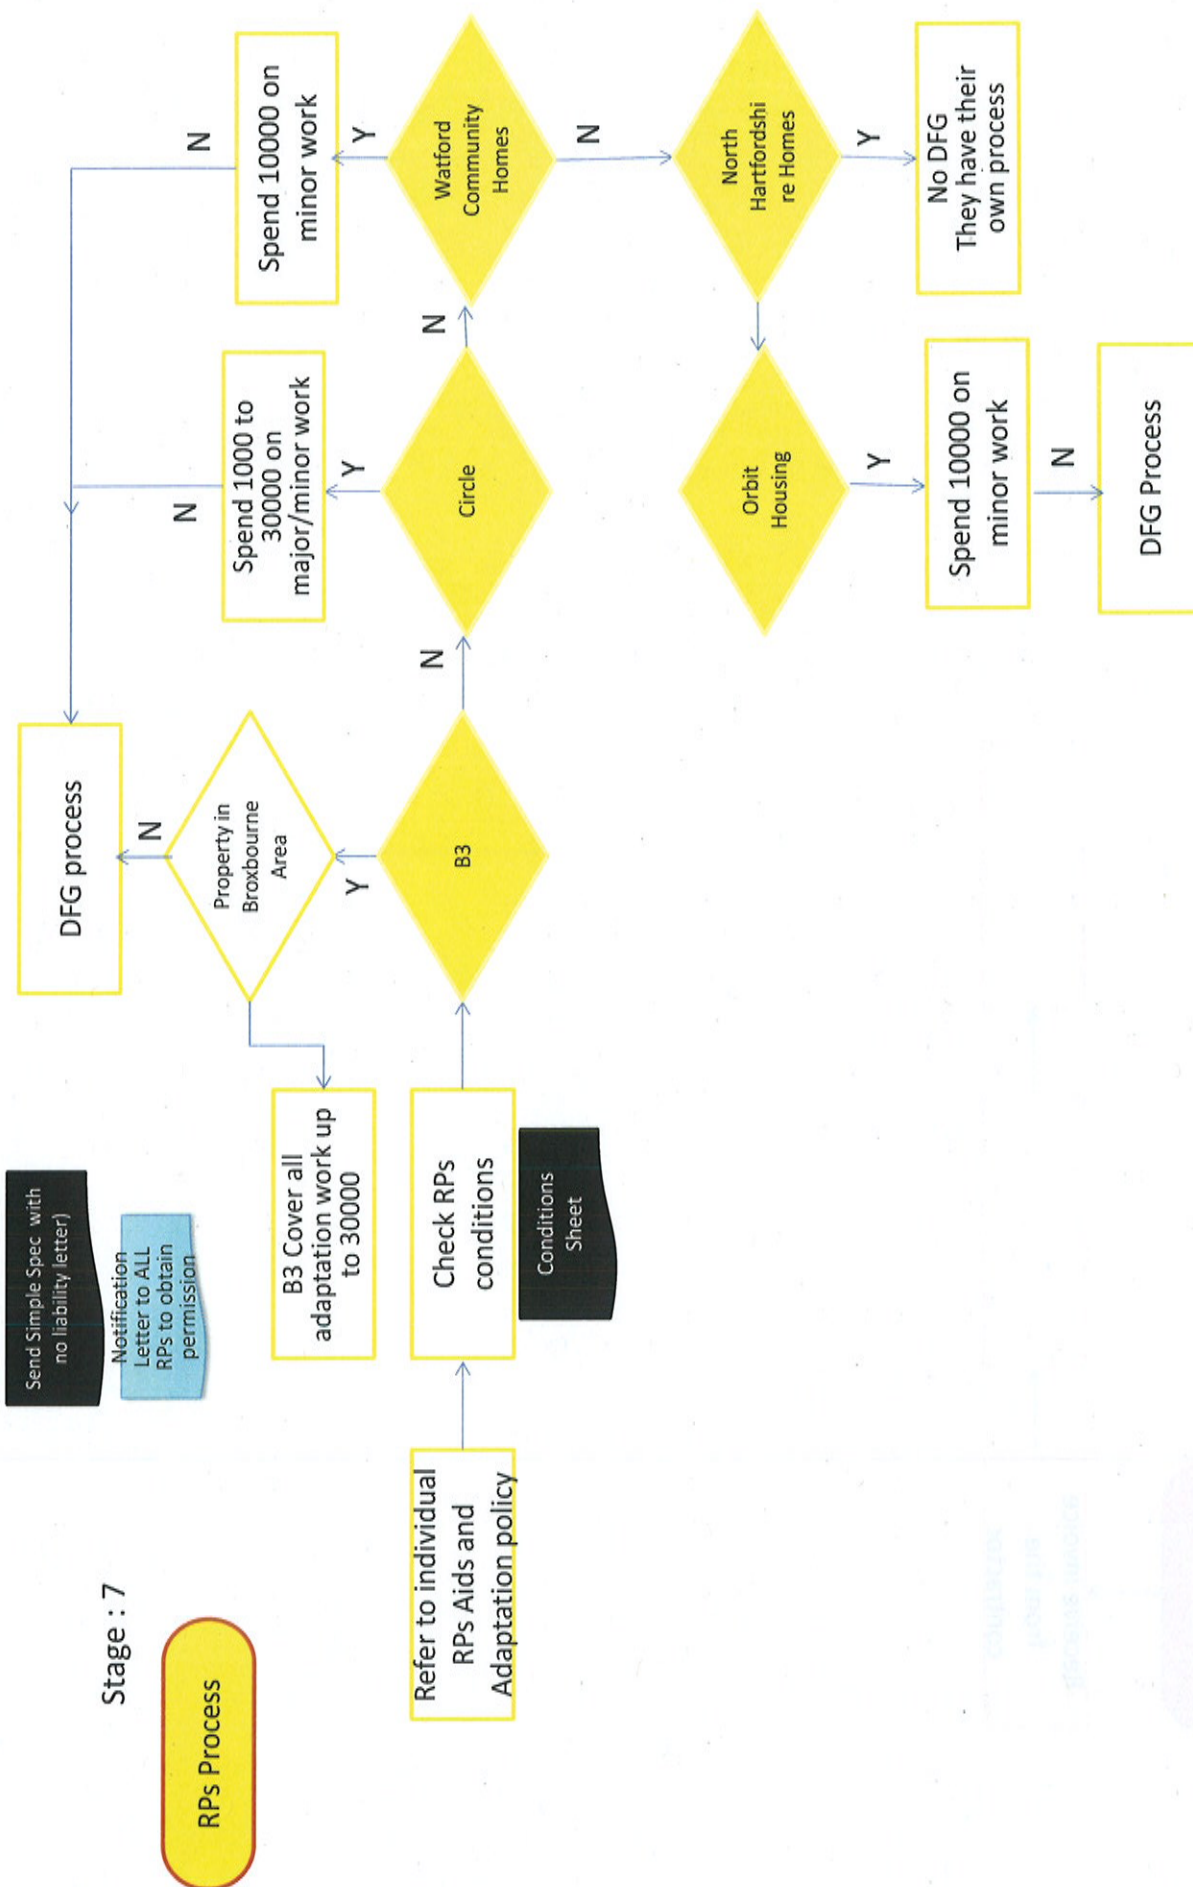 Stage : 7
RPs Process
Send Simple Spec with
no liability letter)
Notification
Letter to ALL
RPs to obtain
permission
Refer to individual
RPs Aids and
Adaptation policy
Check RPs
conditions
Conditions
Sheet
B3 Cover all
adaptation work up
to 30000
B3
Y
Property in
Broxbourne
Area
N
DFG process
N
Circle
Y
Spend 1000 to
30000 on
major/minor work
N
N
Watford
Community
Homes
Y
Spend 10000 on
minor work
N
N
North
Hartfordshi
re Homes
Y
No DFG
They have their
own process
Orbit
Housing
Y
Spend 10000 on
minor work
N
DFG Process